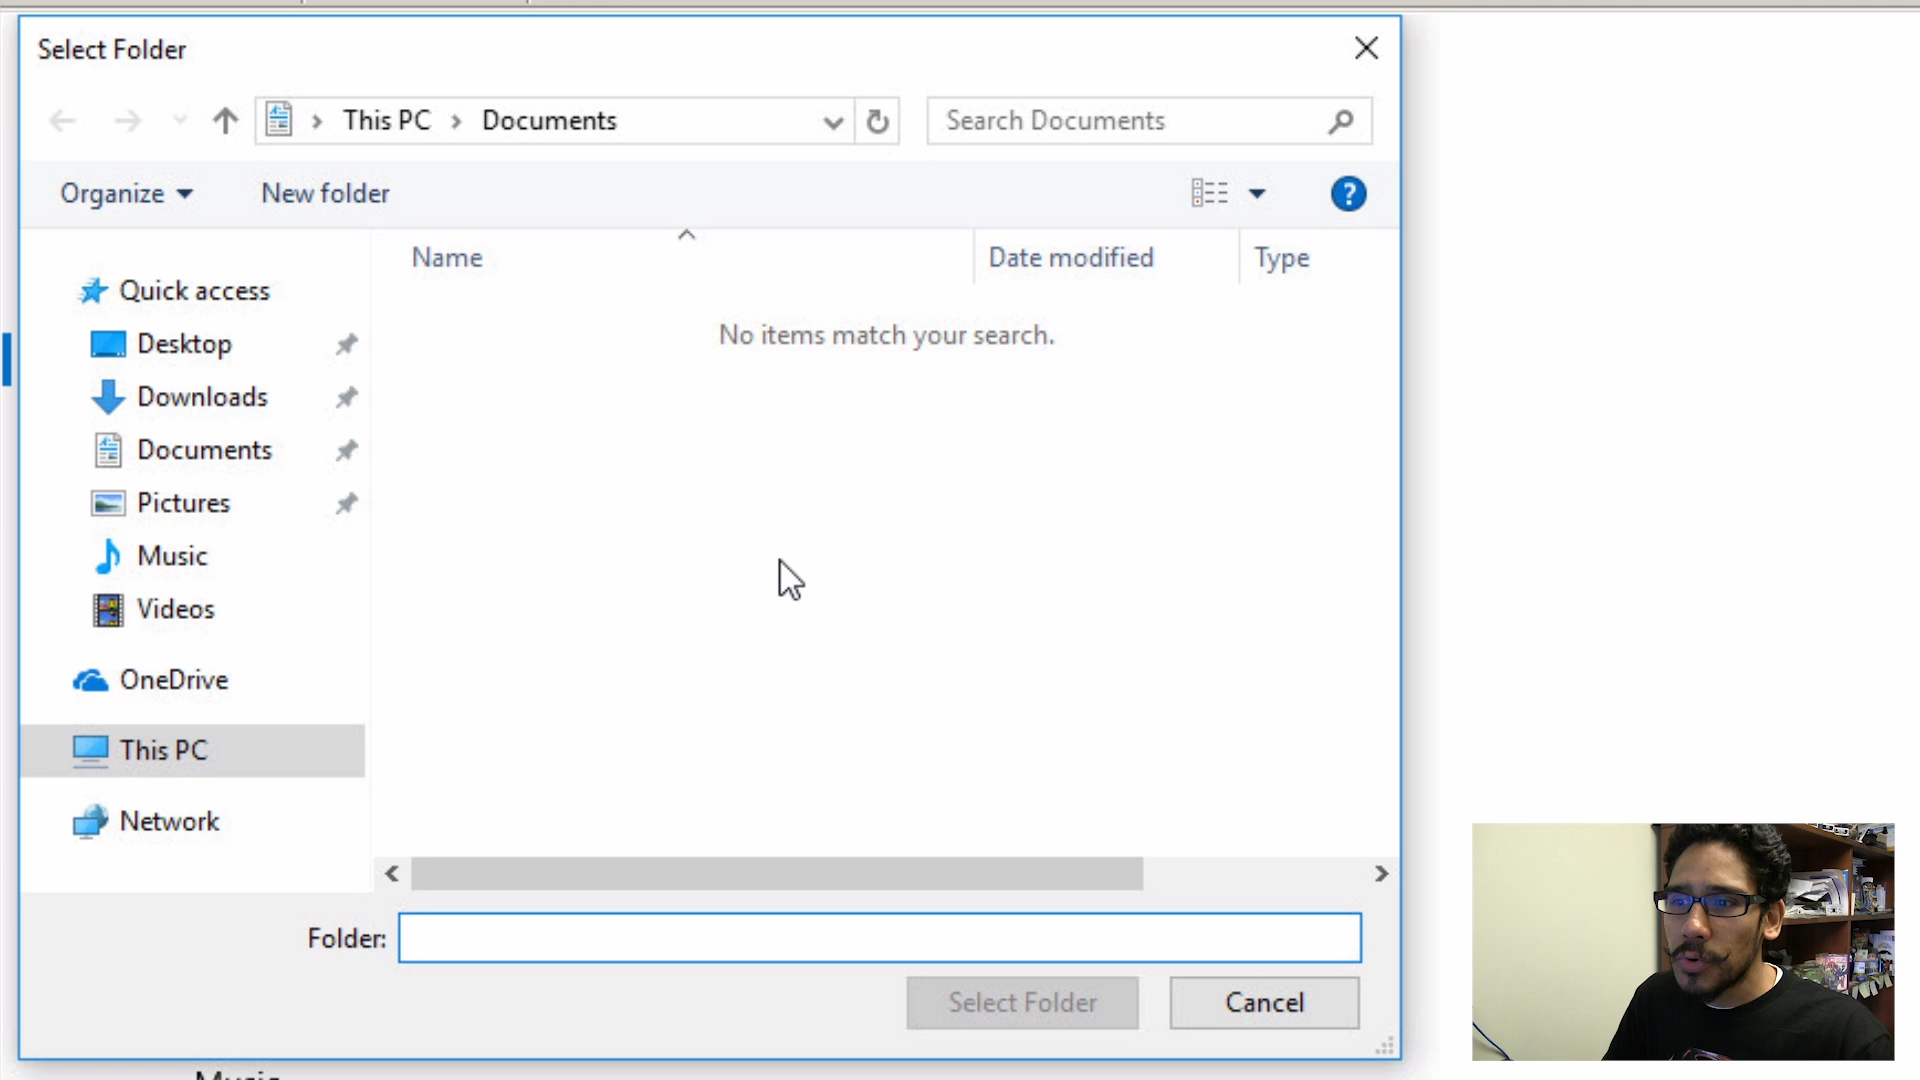 Select Folder
This PC > Documents
Search Documents
Organize
New folder
?
Name
Date modified
Type
No items match your search.
Quick access
Desktop
Downloads
Documents
Pictures
Music
Videos
OneDrive
This PC
Network
Folder:
Select Folder
Cancel
Music